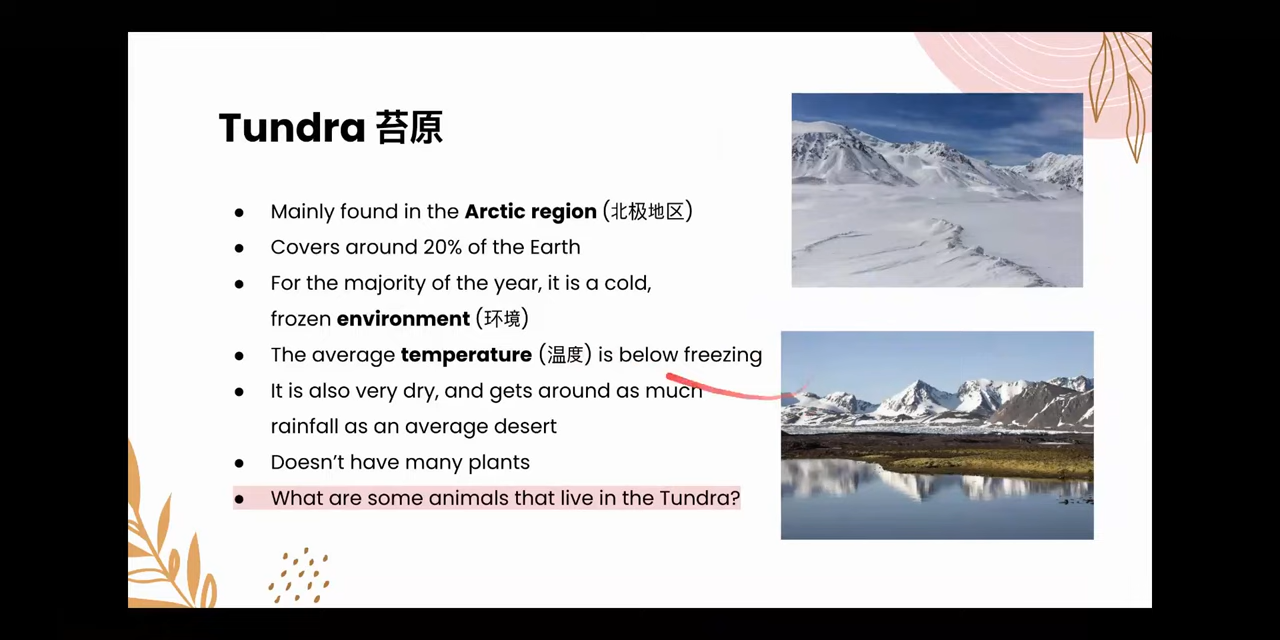 Tundra 苔原
● Mainly found in the Arctic region (北极地区)
● Covers around 20% of the Earth
● For the majority of the year, it is a cold,
frozen environment (环境)
● The average temperature (温度) is below freezing
● It is also very dry, and gets around as much
rainfall as an average desert
● Doesn’t have many plants
● What are some animals that live in the Tundra?